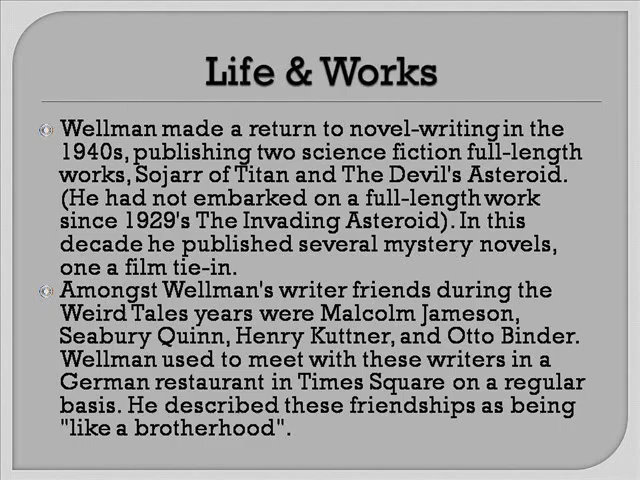 Life & Works
Wellman made a return to novel-writing in the
1940s, publishing two science fiction full-length
works, Sojarr of Titan and The Devil's Asteroid.
(He had not embarked on a full-length work
since 1929's The Invading Asteroid). In this
decade he published several mystery novels,
one a film tie-in.
Amongst Wellman's writer friends during the
Weird Tales years were Malcolm Jameson,
Seabury Quinn, Henry Kuttner, and Otto Binder.
Wellman used to meet with these writers in a
German restaurant in Times Square on a regular
basis. He described these friendships as being
"like a brotherhood".